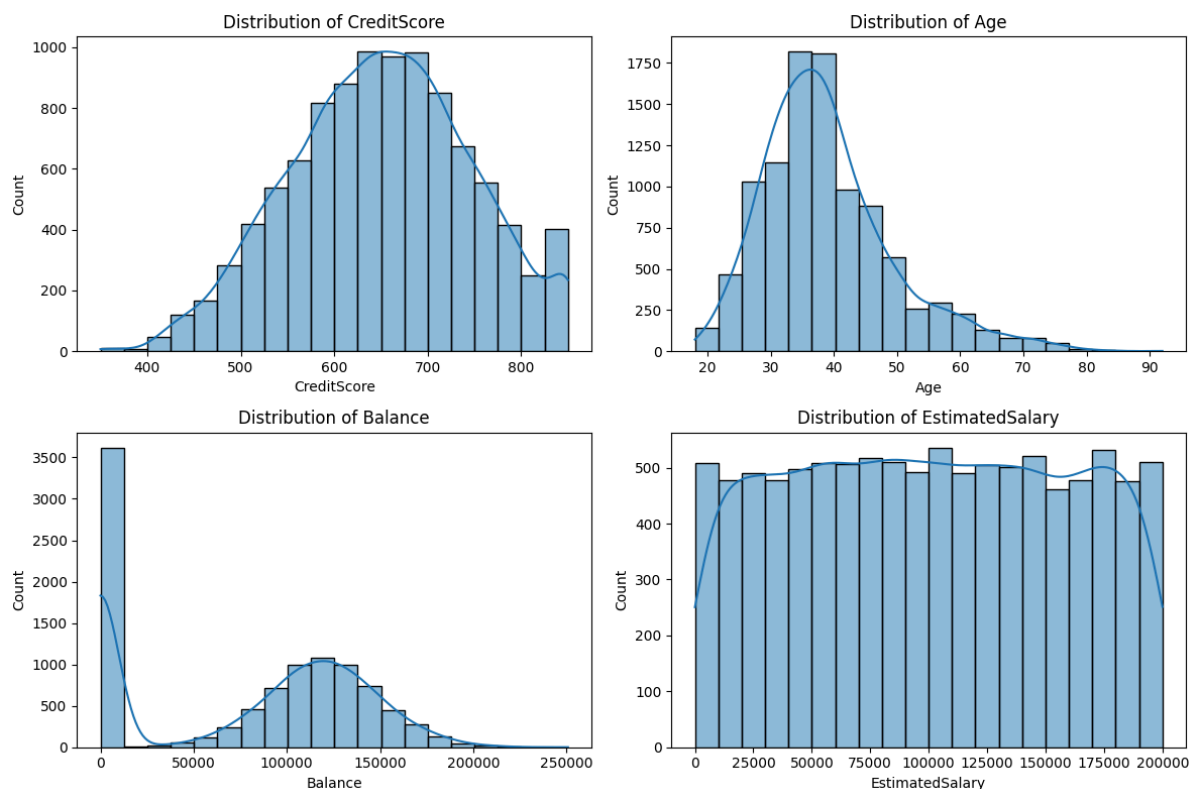 Distribution of CreditScore
1000
800
600
400
200
0
Count
400 500 600 700 800
CreditScore
Distribution of Age
1750
1500
1250
1000
750
500
250
0
Count
20 30 40 50 60 70 80 90
Age
Distribution of Balance
3500
3000
2500
2000
1500
1000
500
0
Count
0 50000 100000 150000 200000 250000
Balance
Distribution of EstimatedSalary
500
400
300
200
100
0
Count
0 25000 50000 75000 100000 125000 150000 175000 200000
EstimatedSalary